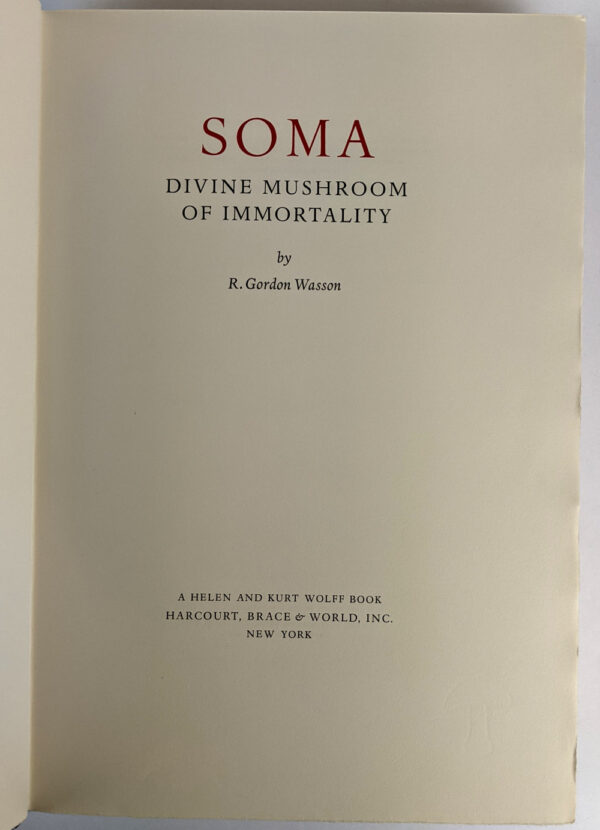 SOMA
DIVINE MUSHROOM
OF IMMORTALITY
by
R. Gordon Wasson
A HELEN AND KURT WOLFF BOOK
HARCOURT, BRACE & WORLD, INC.
NEW YORK